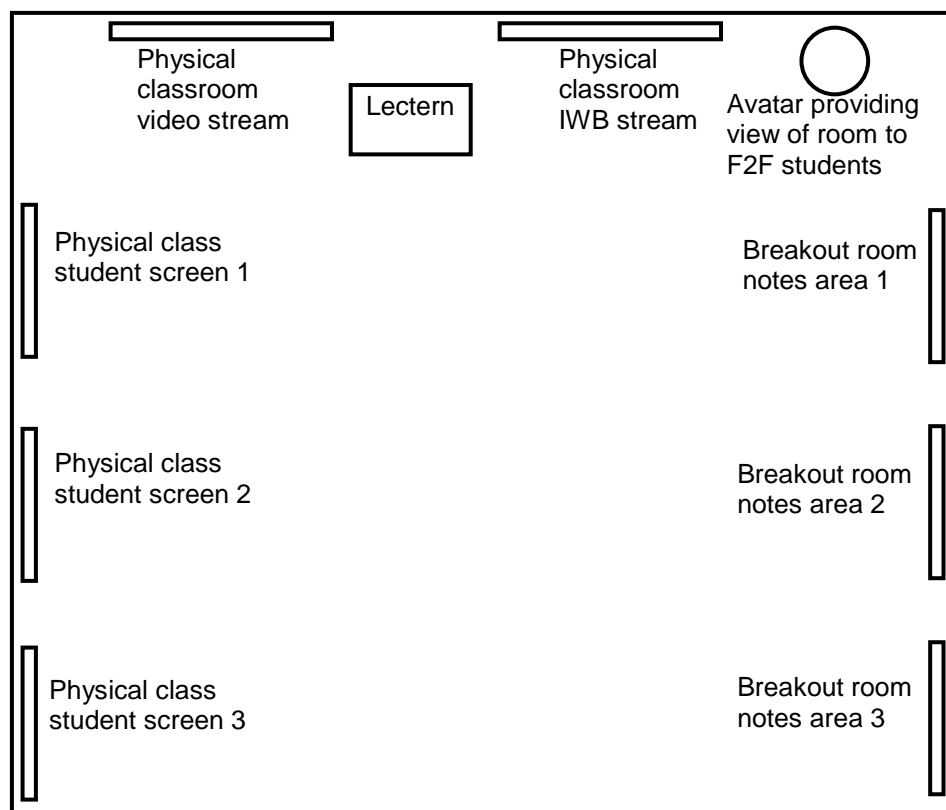 Physical
classroom
video stream
Lectern
Physical
classroom
IWB stream
Avatar providing
view of room to
F2F students
Physical class
student screen 1
Breakout room
notes area 1
Physical class
student screen 2
Breakout room
notes area 2
Physical class
student screen 3
Breakout room
notes area 3